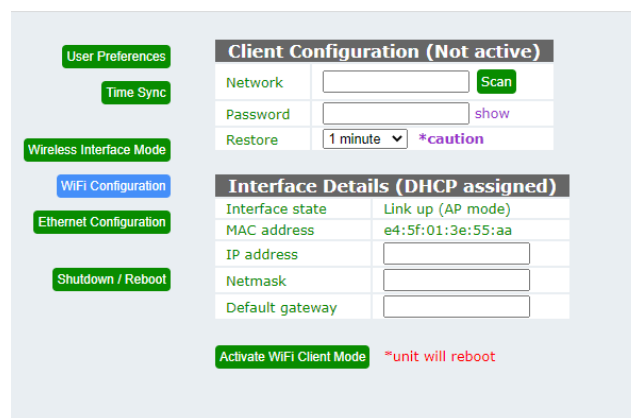 User Preferences
Time Sync
Wireless Interface Mode
WiFi Configuration
Ethernet Configuration
Shutdown / Reboot
Client Configuration (Not active)
Network Scan
Password show
Restore 1 minute *caution
Interface Details (DHCP assigned)
Interface state Link up (AP mode)
MAC address e4:5f:01:3e:55:aa
IP address
Netmask
Default gateway
Activate WiFi Client Mode *unit will reboot